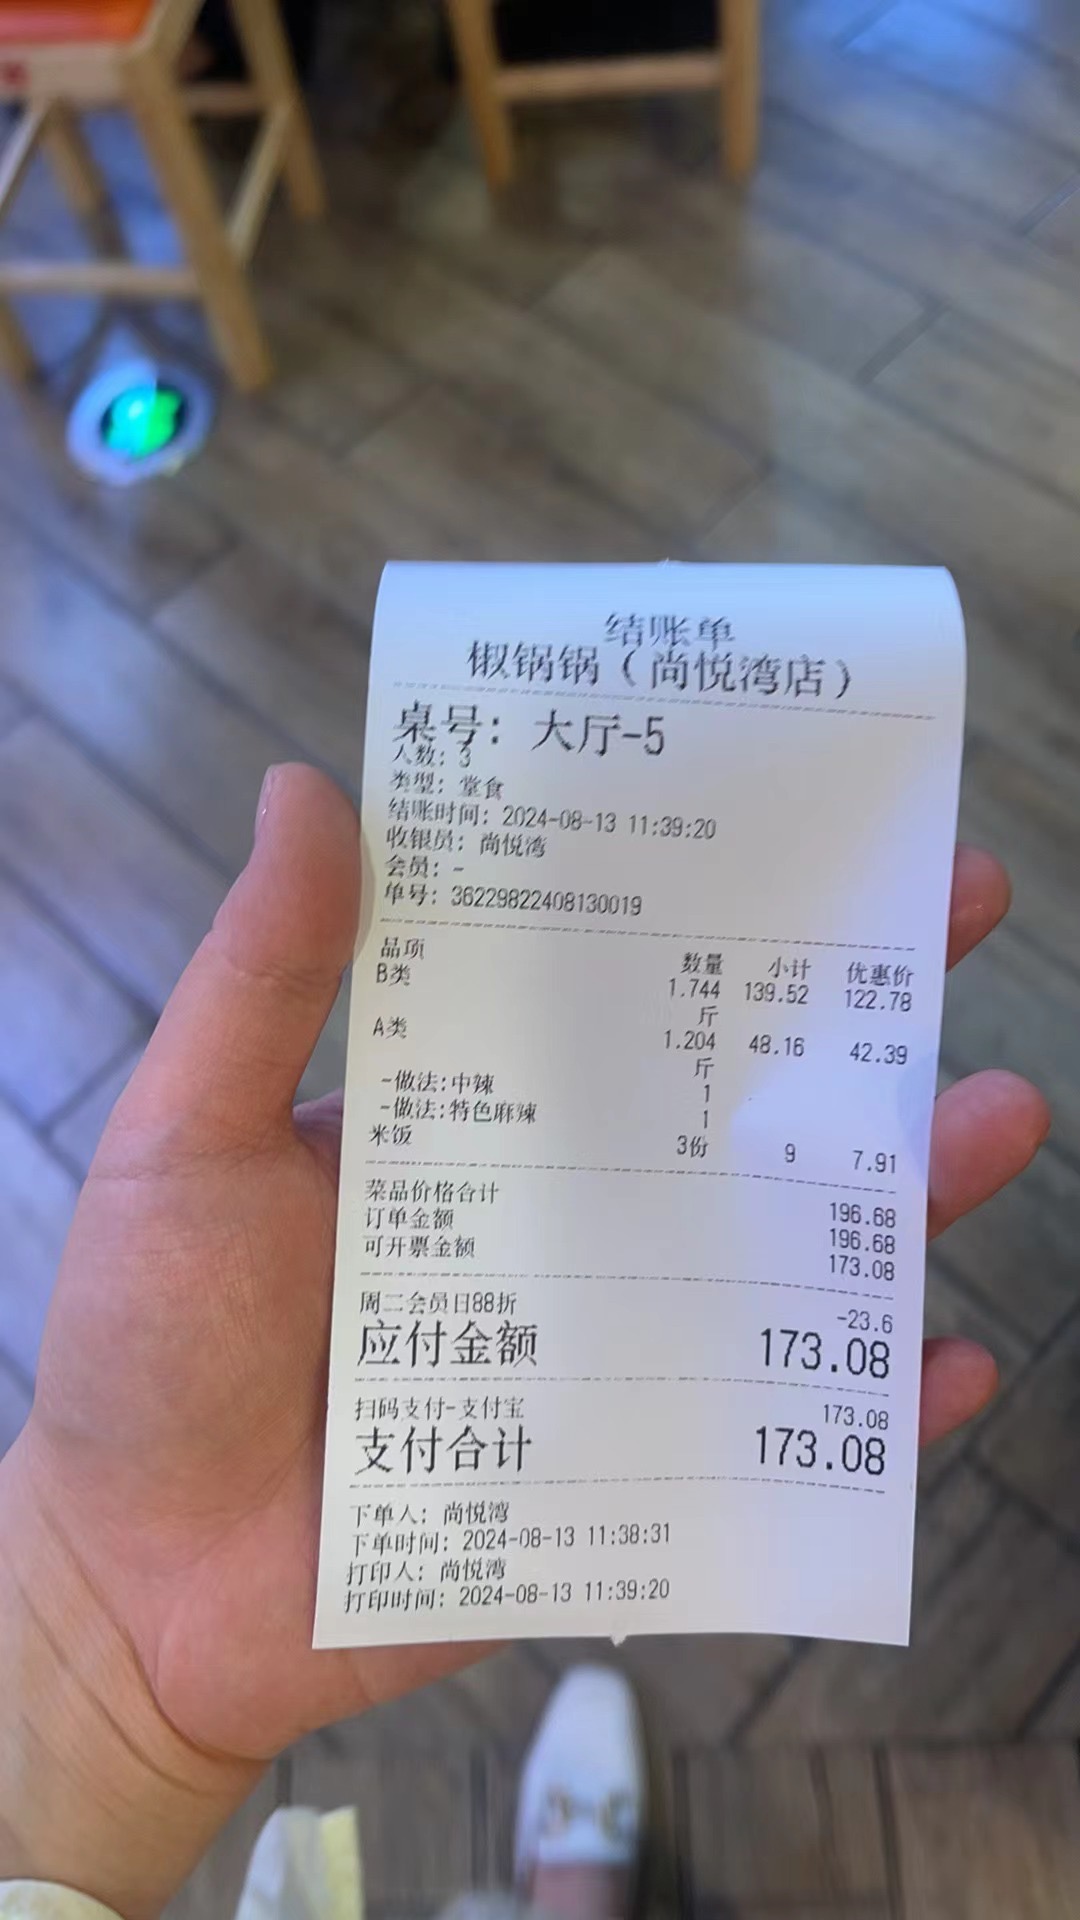 结账单
椒锅锅（尚悦湾店）
桌号：大厅-5
人数：3
类型：堂食
结账时间：2024-08-13 11:39:20
收银员：尚悦湾
会员：-
单号：36229822408130019
品项 数量 小计 优惠价
B类 1.744 139.52 122.78
斤
A类 1.204 48.16 42.39
斤
-做法:中辣 1
-做法:特色麻辣 1
米饭 3份 9 7.91
菜品价格合计 196.68
订单金额 196.68
可开票金额 173.08
周二会员日88折 -23.6
应付金额 173.08
扫码支付-支付宝 173.08
支付合计 173.08
下单人：尚悦湾
下单时间：2024-08-13 11:38:31
打印人：尚悦湾
打印时间：2024-08-13 11:39:20